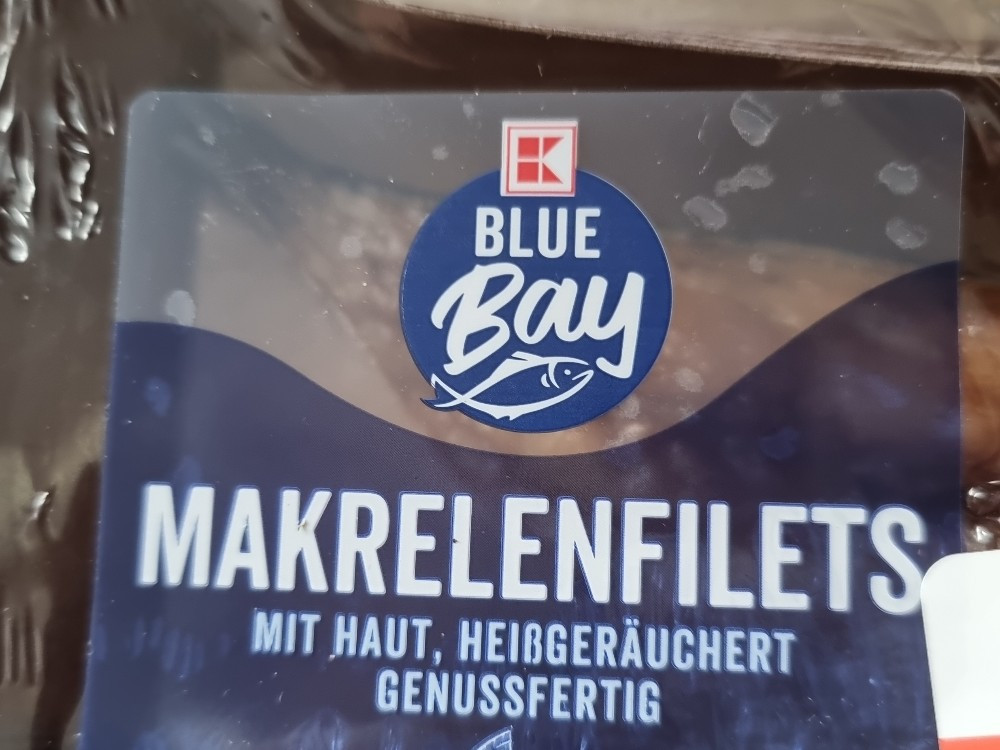 K
BLUE
Bay
MAKRELENFILETS
MIT HAUT, HEIßGERÄUCHERT
GENUSSFERTIG